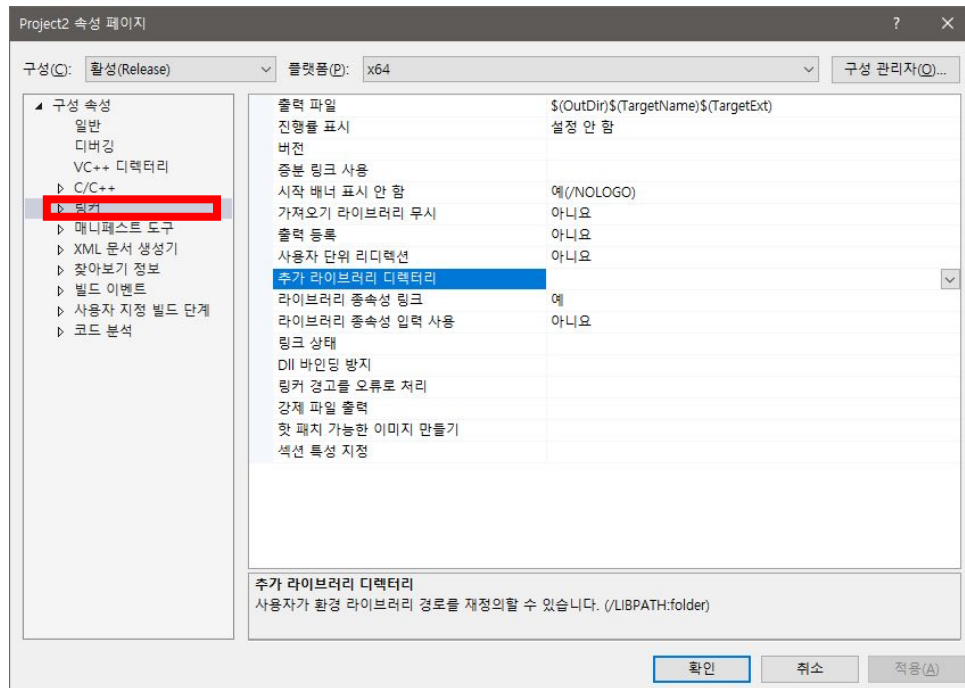 Project2 속성 페이지 ? ×
구성(C): 활성(Release) 플랫폼(P): x64 구성 관리자(O)...
구성 속성
일반
디버깅
VC++ 디렉터리
C/C++
링커
매니페스트 도구
XML 문서 생성기
찾아보기 정보
빌드 이벤트
사용자 지정 빌드 단계
코드 분석
출력 파일 $(OutDir)$(TargetName)$(TargetExt)
진행률 표시 설정 안 함
버전
증분 링크 사용
시작 배너 표시 안 함 예(/NOLOGO)
가져오기 라이브러리 무시 아니요
출력 등록 아니요
사용자 단위 리디렉션 아니요
추가 라이브러리 디렉터리
라이브러리 종속성 링크 예
라이브러리 종속성 입력 사용 아니요
링크 상태
Dll 바인딩 방지
링커 경고를 오류로 처리
강제 파일 출력
핫 패치 가능한 이미지 만들기
섹션 특성 지정
추가 라이브러리 디렉터리
사용자가 환경 라이브러리 경로를 재정의할 수 있습니다. (/LIBPATH:folder)
확인 취소 적용(A)